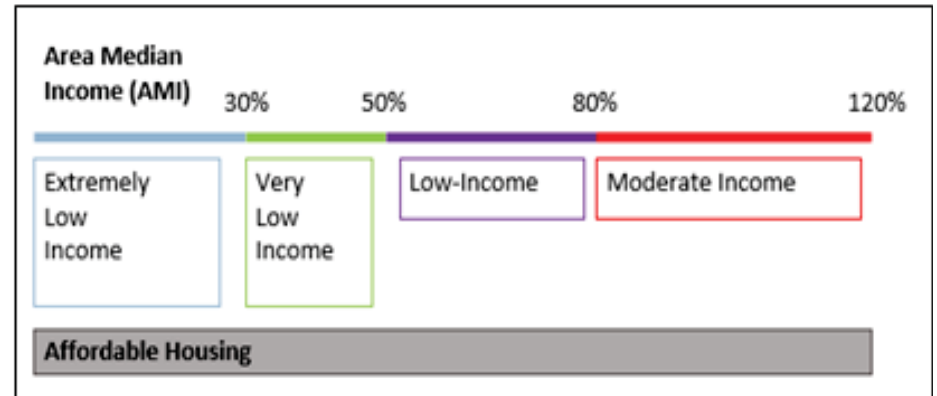 Area Median
Income (AMI)
30% 50% 80% 120%
Extremely
Low
Income
Very
Low
Income
Low-Income
Moderate Income
Affordable Housing